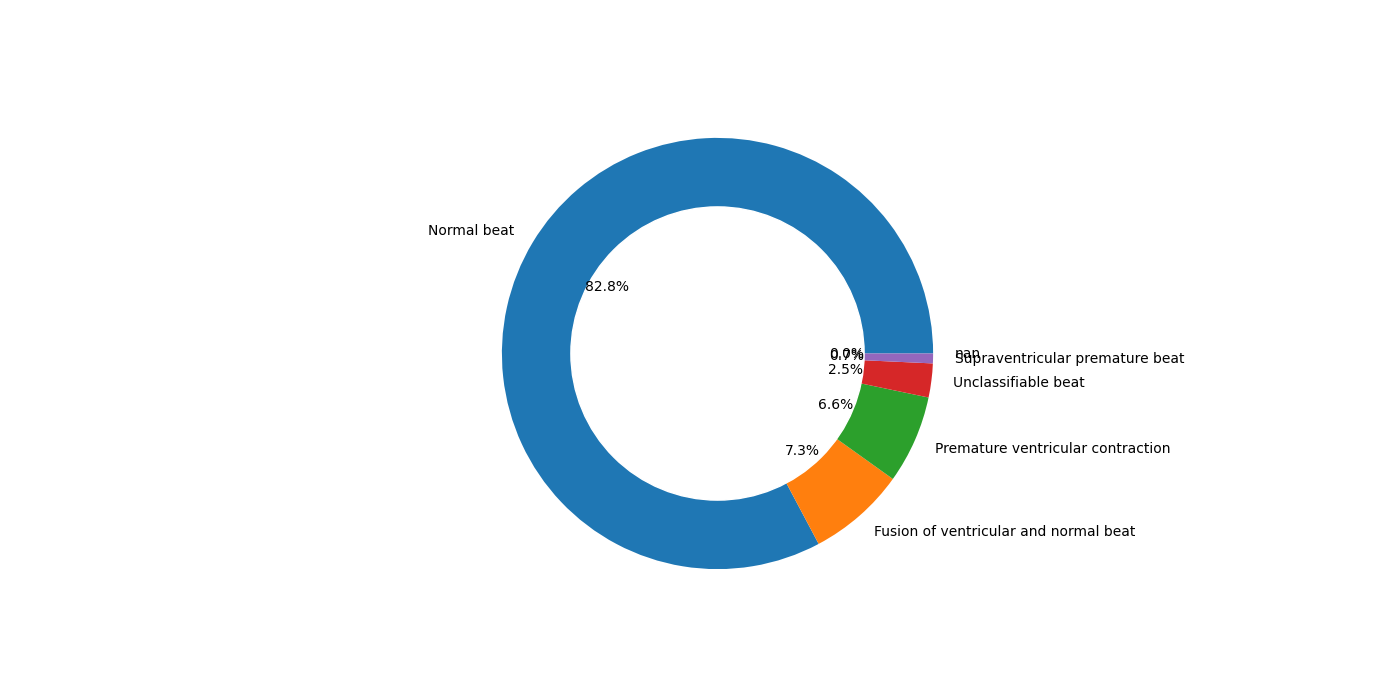 Normal beat
82.8%
0.0%
nan
0.7%
Supraventricular premature beat
2.5%
Unclassifiable beat
6.6%
Premature ventricular contraction
7.3%
Fusion of ventricular and normal beat